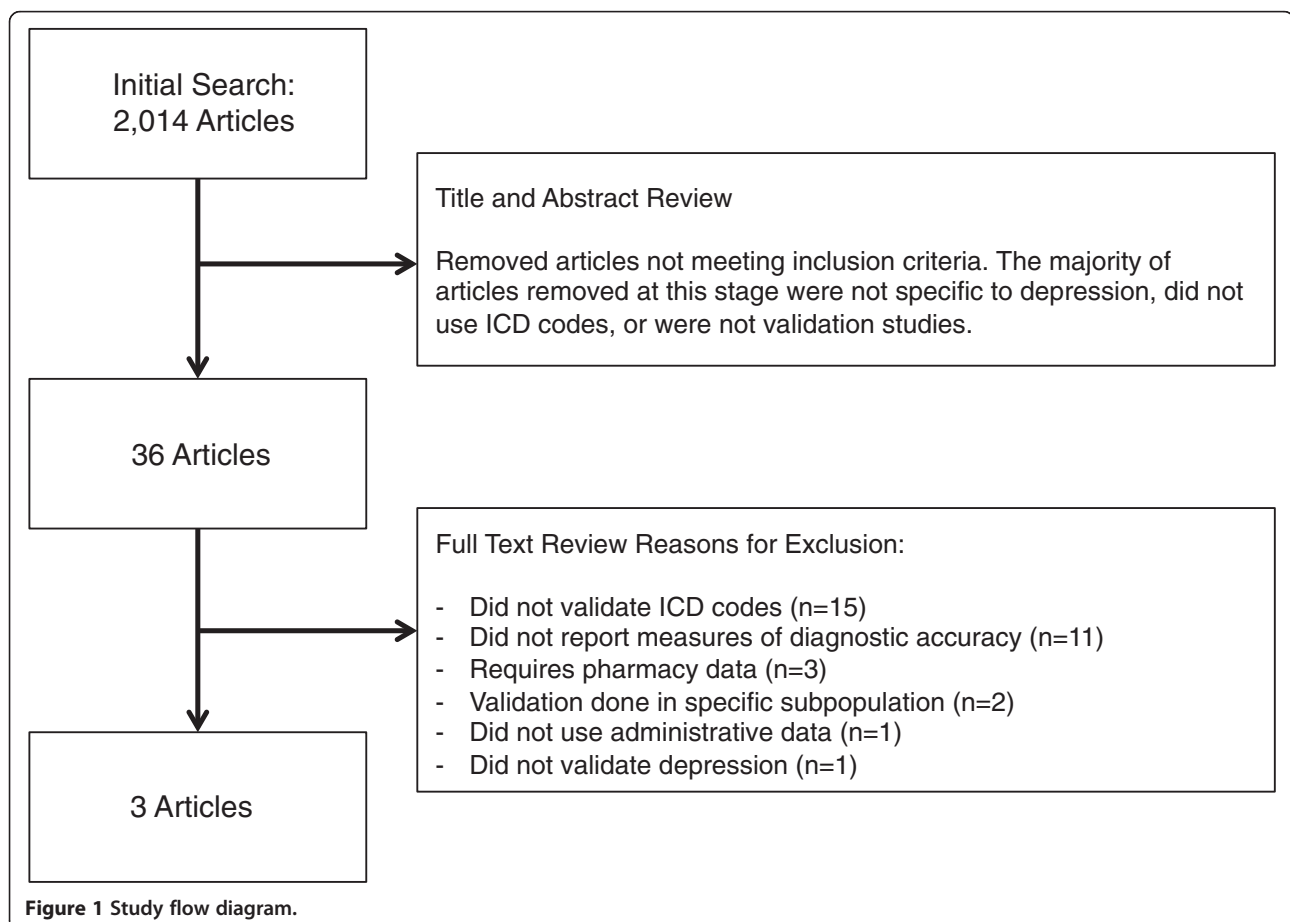 Initial Search:
2,014 Articles
Title and Abstract Review
Removed articles not meeting inclusion criteria. The majority of
articles removed at this stage were not specific to depression, did not
use ICD codes, or were not validation studies.
36 Articles
Full Text Review Reasons for Exclusion:
- Did not validate ICD codes (n=15)
- Did not report measures of diagnostic accuracy (n=11)
- Requires pharmacy data (n=3)
- Validation done in specific subpopulation (n=2)
- Did not use administrative data (n=1)
- Did not validate depression (n=1)
3 Articles
Figure 1 Study flow diagram.